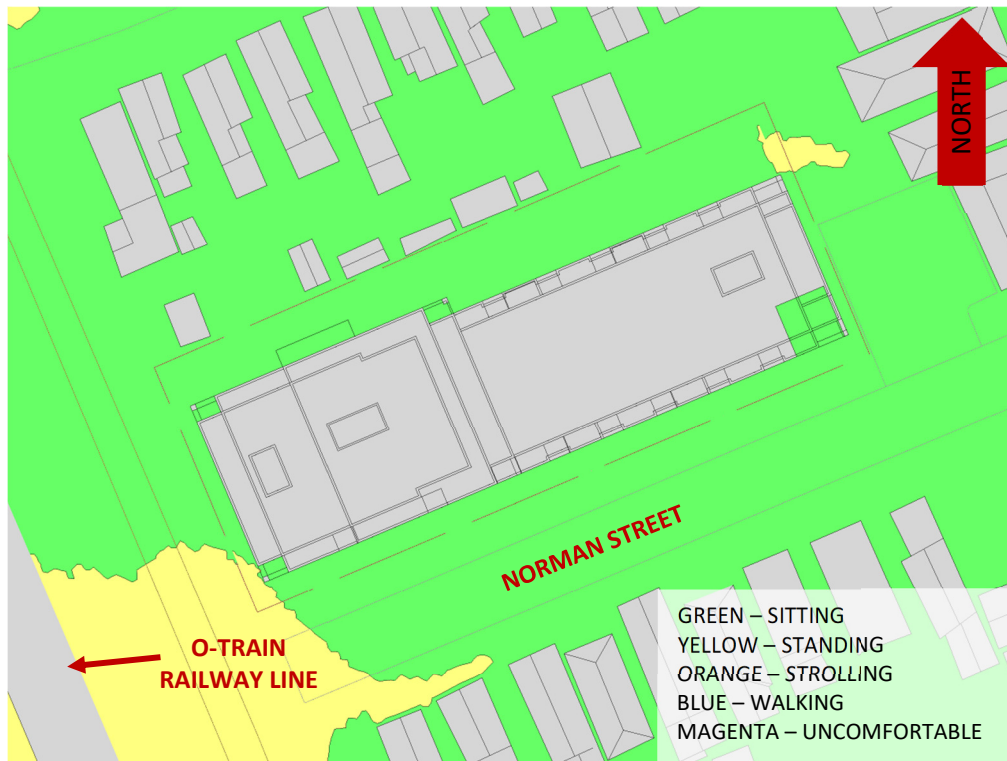 NORTH
NORMAN STREET
O-TRAIN
RAILWAY LINE
GREEN – SITTING
YELLOW – STANDING
ORANGE – STROLLING
BLUE – WALKING
MAGENTA – UNCOMFORTABLE